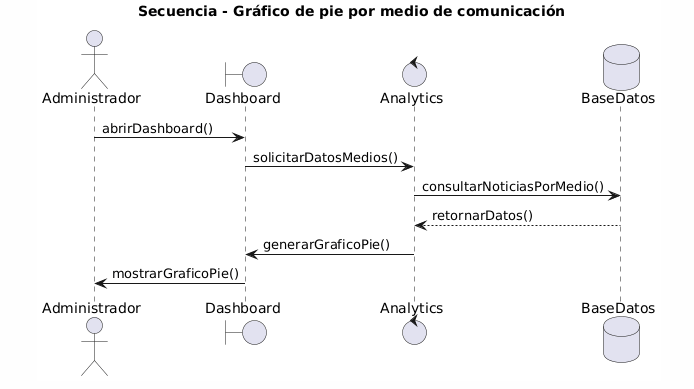 Secuencia - Gráfico de pie por medio de comunicación
Administrador Dashboard Analytics BaseDatos
abrirDashboard()
solicitarDatosMedios()
consultarNoticiasPorMedio()
retornarDatos()
generarGraficoPie()
mostrarGraficoPie()
Administrador Dashboard Analytics BaseDatos